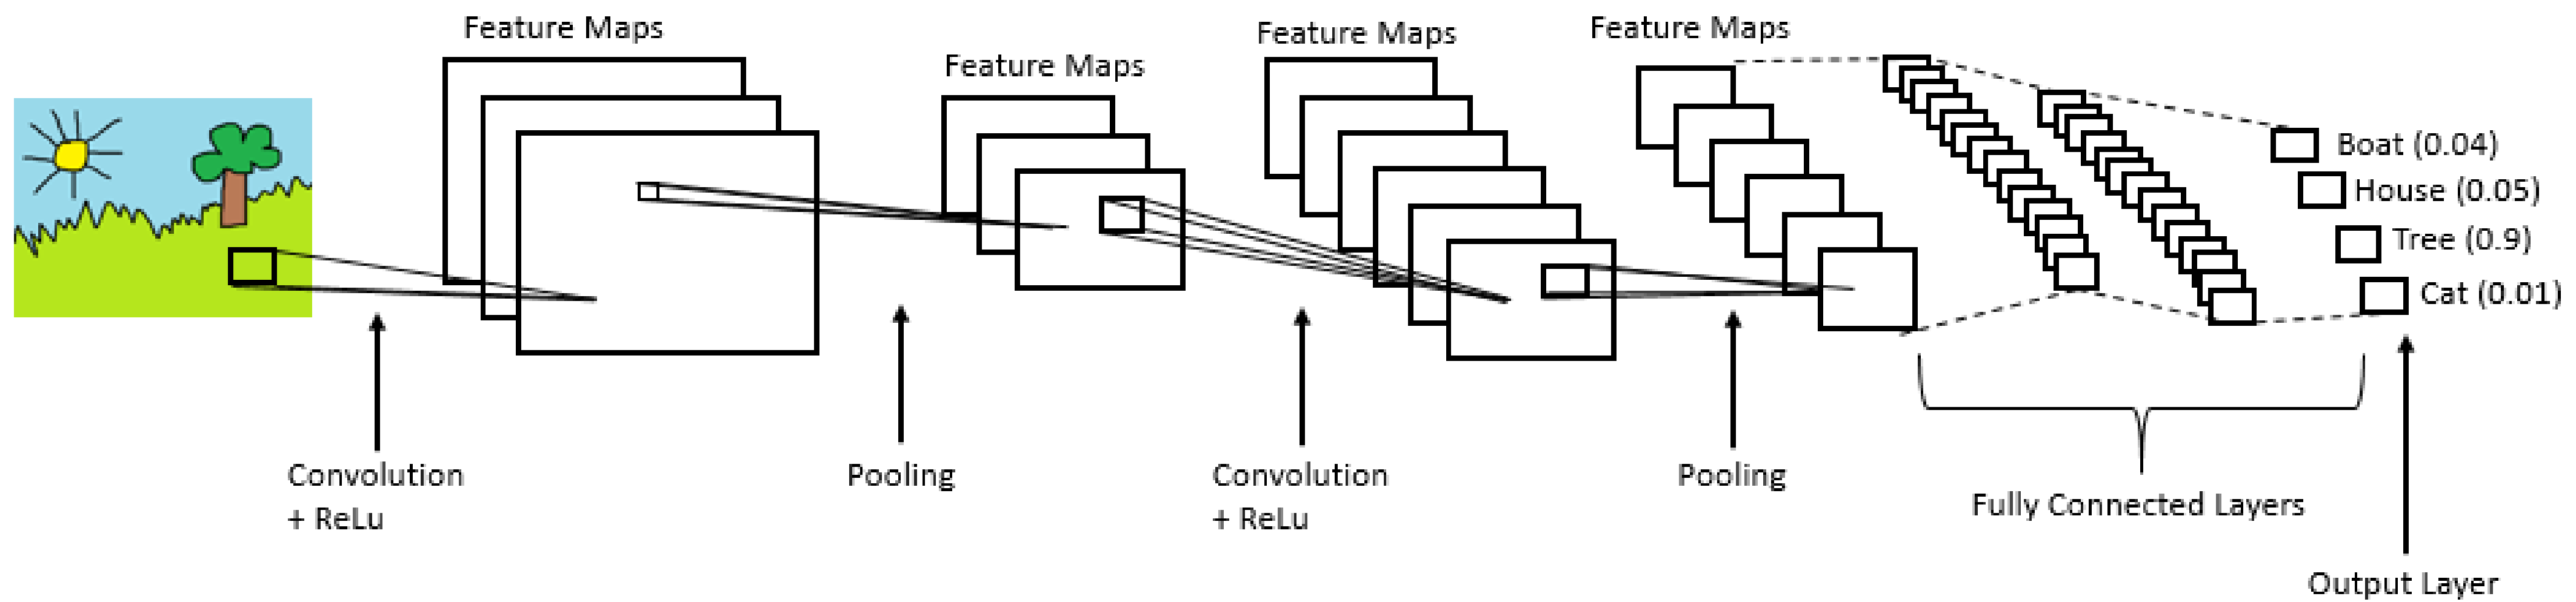 Feature Maps
Feature Maps
Feature Maps
Feature Maps
Boat (0.04)
House (0.05)
Tree (0.9)
Cat (0.01)
Convolution
+ ReLu
Pooling
Convolution
+ ReLu
Pooling
Fully Connected Layers
Output Layer